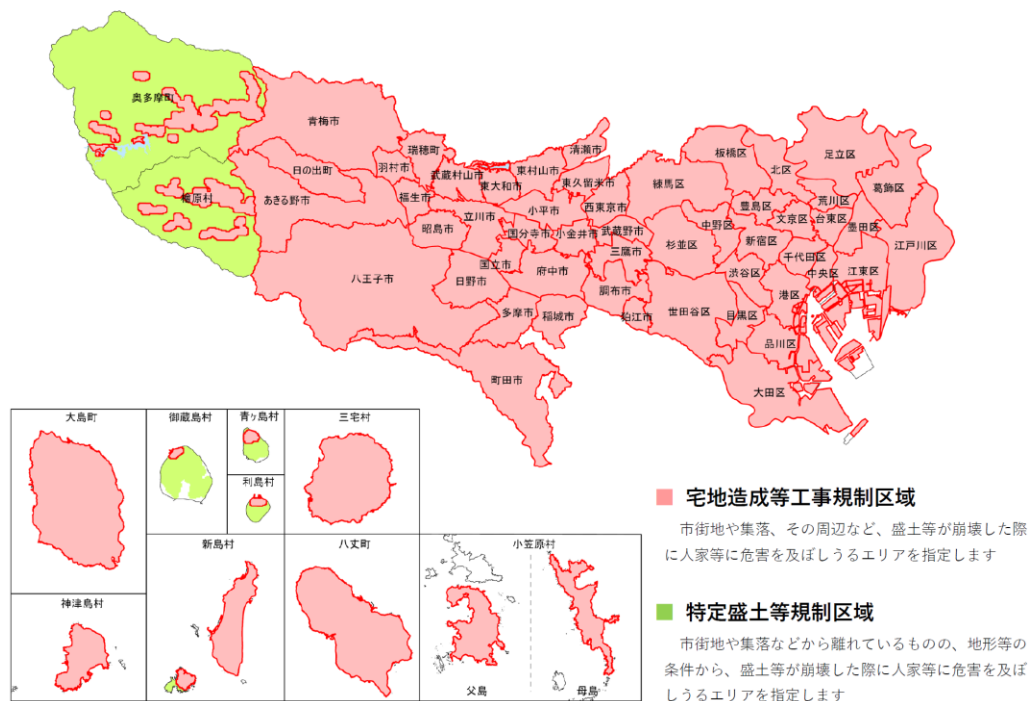 奥多摩町
青梅市
瑞穂町
清瀬市
板橋区
足立区
日の出町
羽村市
武蔵村山市
東村山市
東大和市
東久留米市
練馬区
北区
葛飾区
檜原村
あきる野市
福生市
立川市
小平市
西東京市
豊島区
荒川区
文京区
台東区
墨田区
昭島市
国分寺市
小金井市
武蔵野市
中野区
杉並区
新宿区
江戸川区
三鷹市
千代田区
中央区
江東区
八王子市
国立市
日野市
府中市
調布市
渋谷区
港区
多摩市
稲城市
狛江市
世田谷区
目黒区
品川区
町田市
大田区
大島町
御蔵島村
青ヶ島村
三宅村
利島村
新島村
八丈町
小笠原村
神津島村
父島
母島
宅地造成等工事規制区域
市街地や集落、その周辺など、盛土等が崩壊した際
に人家等に危害を及ぼしうるエリアを指定します
特定盛土等規制区域
市街地や集落などから離れているものの、地形等の
条件から、盛土等が崩壊した際に人家等に危害を及ぼ
しうるエリアを指定します